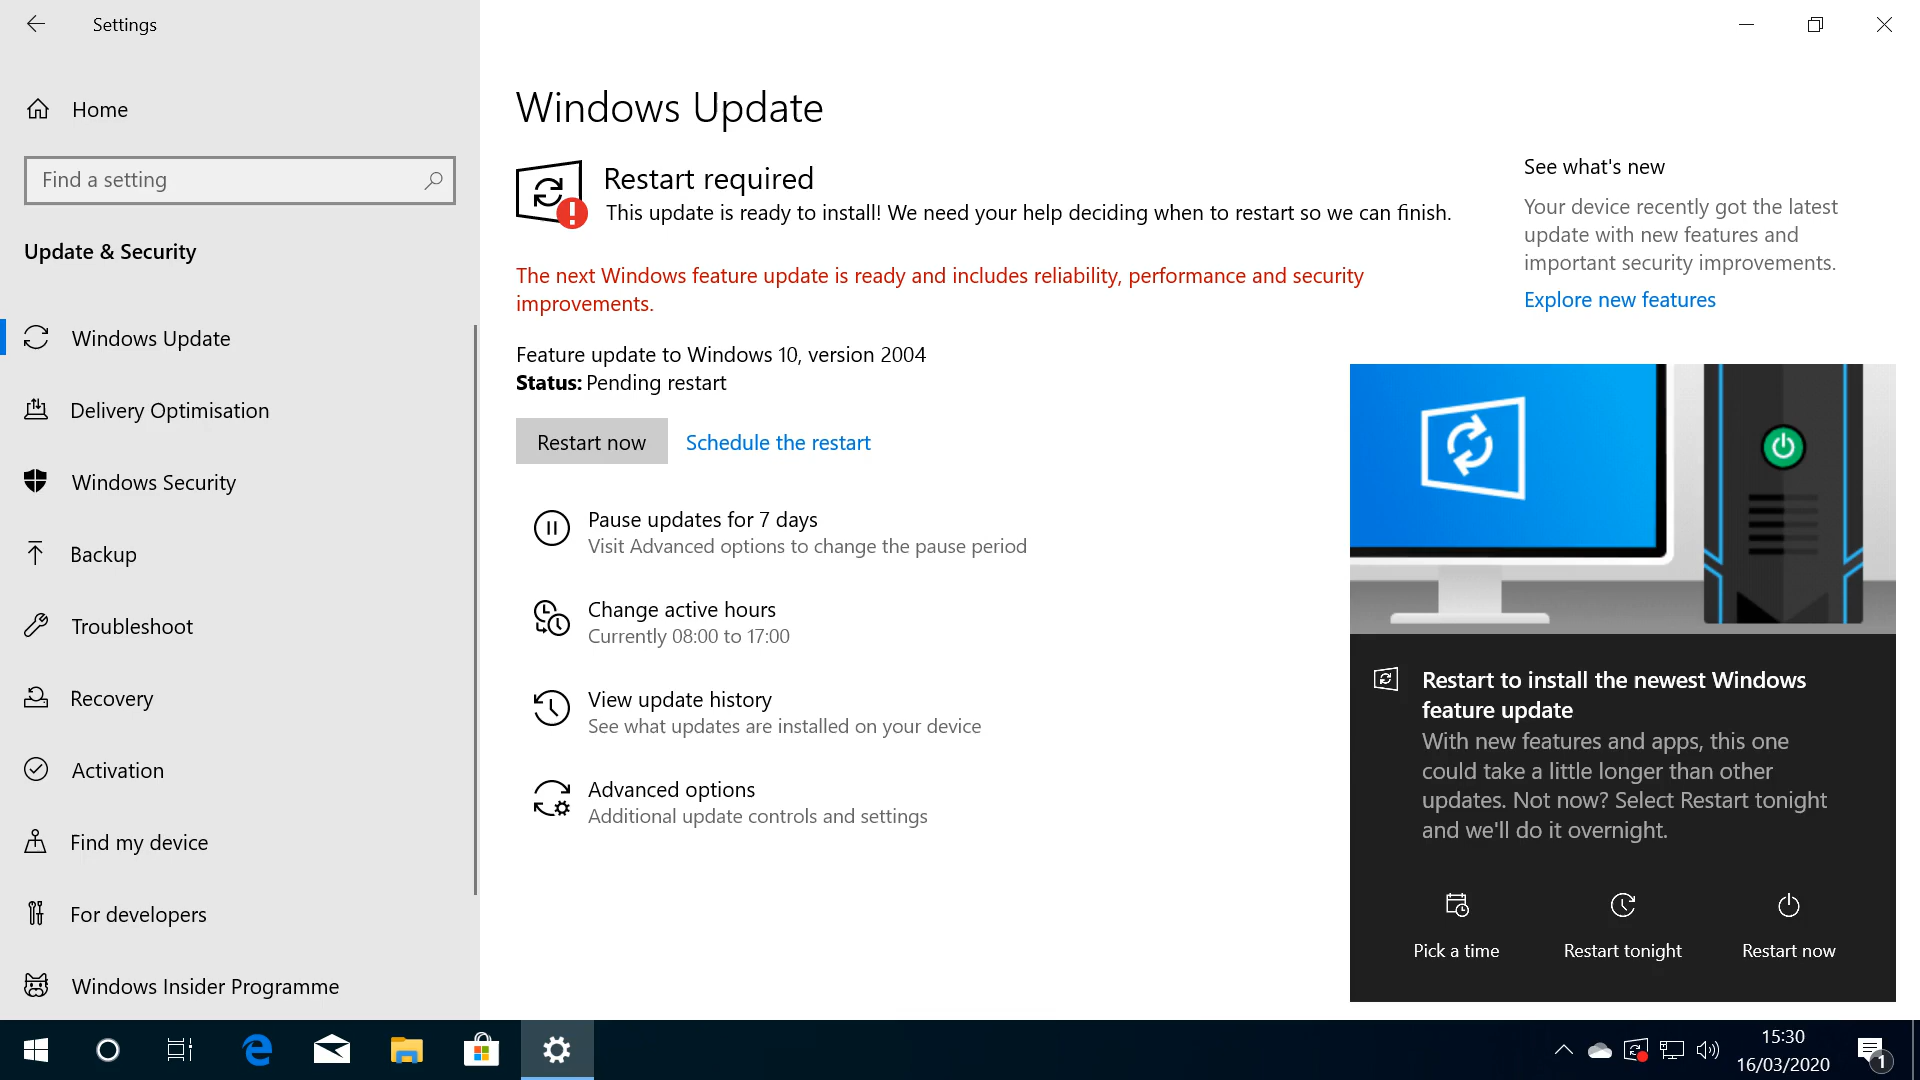 Settings
Home
Find a setting
Update & Security
Windows Update
Delivery Optimisation
Windows Security
Backup
Troubleshoot
Recovery
Activation
Find my device
For developers
Windows Insider Programme
Windows Update
Restart required
This update is ready to install! We need your help deciding when to restart so we can finish.
The next Windows feature update is ready and includes reliability, performance and security
improvements.
Feature update to Windows 10, version 2004
Status: Pending restart
Restart now
Schedule the restart
Pause updates for 7 days
Visit Advanced options to change the pause period
Change active hours
Currently 08:00 to 17:00
View update history
See what updates are installed on your device
Advanced options
Additional update controls and settings
See what's new
Your device recently got the latest
update with new features and
important security improvements.
Explore new features
Restart to install the newest Windows
feature update
With new features and apps, this one
could take a little longer than other
updates. Not now? Select Restart tonight
and we'll do it overnight.
Pick a time
Restart tonight
Restart now
15:30
16/03/2020
1